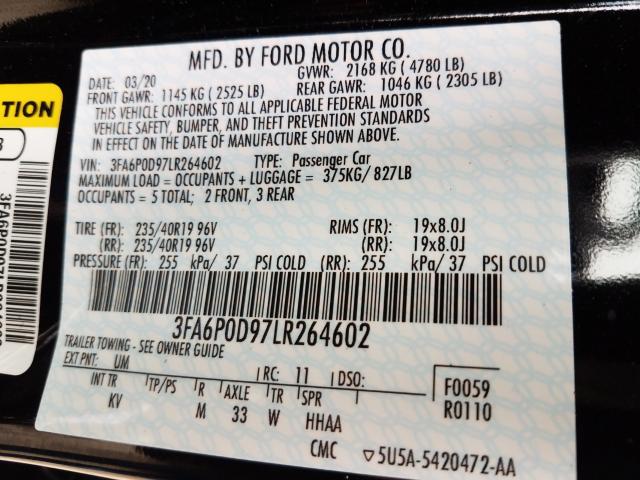 MFD. BY FORD MOTOR CO.
DATE: 03/20 GVWR: 2168 KG ( 4780 LB)
FRONT GAWR: 1145 KG ( 2525 LB) REAR GAWR: 1046 KG ( 2305 LB)
THIS VEHICLE CONFORMS TO ALL APPLICABLE FEDERAL MOTOR
VEHICLE SAFETY, BUMPER, AND THEFT PREVENTION STANDARDS
IN EFFECT ON THE DATE OF MANUFACTURE SHOWN ABOVE.
VIN: 3FA6P0D97LR264602 TYPE: Passenger Car
MAXIMUM LOAD = OCCUPANTS + LUGGAGE = 375KG/ 827LB
OCCUPANTS = 5 TOTAL; 2 FRONT, 3 REAR
TIRE (FR): 235/40R19 96V RIMS (FR): 19x8.0J
(RR): 235/40R19 96V (RR): 19x8.0J
PRESSURE (FR): 255 kPa/ 37 PSI COLD (RR): 255 kPa/ 37 PSI COLD
3FA6P0D97LR264602
TRAILER TOWING - SEE OWNER GUIDE
EXT PNT: UM RC: 11 DSO: F0059
INT TR TP/PS R AXLE TR SPR R0110
KV M 33 W HHAA
CMC ▽5U5A-5420472-AA
TION